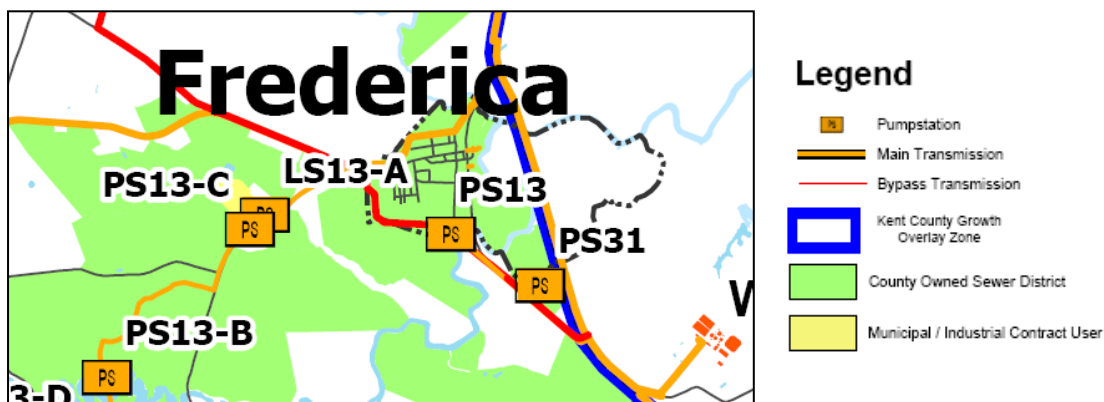 Frederica
LS13-A
PS13-C
PS13
PS
PS
PS
PS31
PS
PS13-B
PS
3-D
W
Legend
PS
Pumpstation
Main Transmission
Bypass Transmission
Kent County Growth
Overlay Zone
County Owned Sewer District
Municipal / Industrial Contract User